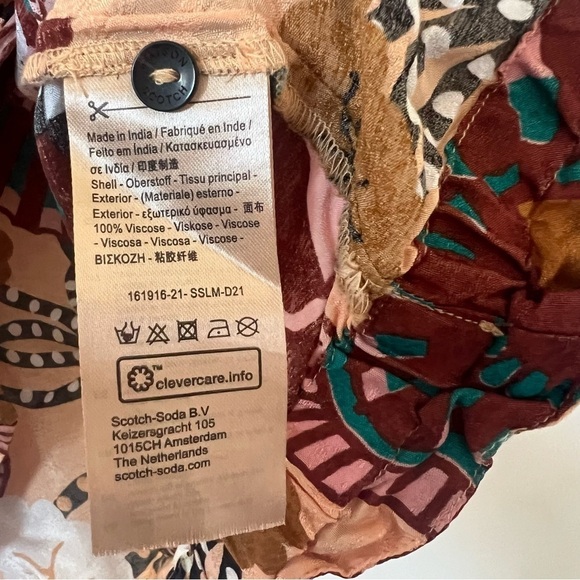 SCOTCH
Made in India / Fabriqué en Inde /
Feito em Índia / Κατασκευασμένο
σε Ινδία / 印度制造
Shell - Oberstoff - Tissu principal -
Exterior - (Materiale) esterno -
Exterior - εξωτερικό ύφασμα - 面布
100% Viscose - Viskose - Viscose
- Viscosa - Viscosa - Viscose -
ΒΙΣΚΟΖΗ - 粘胶纤维
161916-21- SSLM-D21
TM clevercare.info
Scotch-Soda B.V
Keizersgracht 105
1015CH Amsterdam
The Netherlands
scotch-soda.com